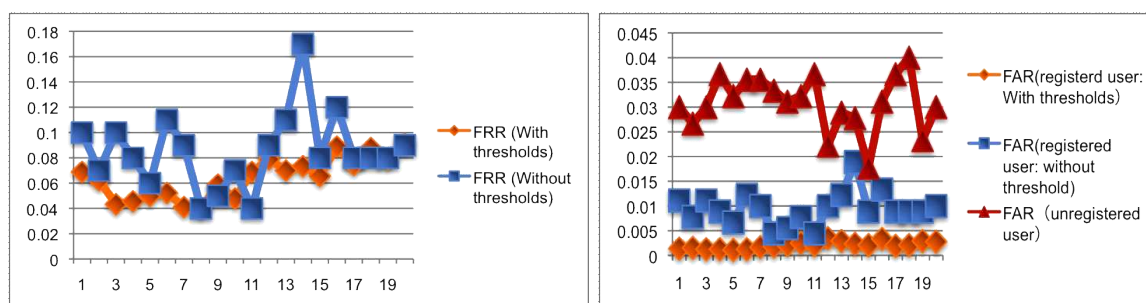 0.18
0.16
0.14
0.12
0.1
0.08
0.06
0.04
0.02
0
1 3 5 7 9 11 13 15 17 19
FRR (With
thresholds)
FRR (Without
thresholds)
0.045
0.04
0.035
0.03
0.025
0.02
0.015
0.01
0.005
0
1 3 5 7 9 11 13 15 17 19
FAR(registerd user:
With thresholds)
FAR(registered
user: without
threshold)
FAR (unregistered
user)